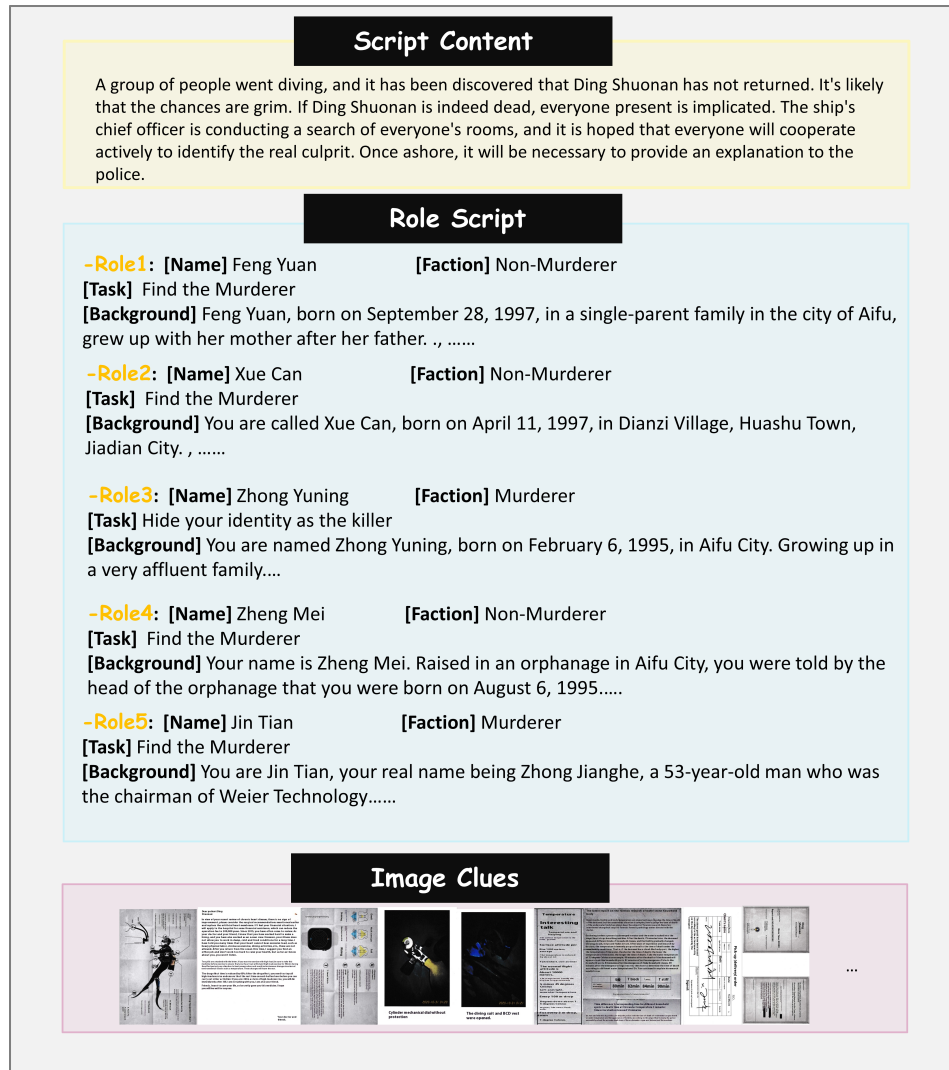 Script Content
A group of people went diving, and it has been discovered that Ding Shuonan has not returned. It's likely
that the chances are grim. If Ding Shuonan is indeed dead, everyone present is implicated. The ship's
chief officer is conducting a search of everyone's rooms, and it is hoped that everyone will cooperate
actively to identify the real culprit. Once ashore, it will be necessary to provide an explanation to the
police.
Role Script
-Role1: [Name] Feng Yuan [Faction] Non-Murderer
[Task] Find the Murderer
[Background] Feng Yuan, born on September 28, 1997, in a single-parent family in the city of Aifu,
grew up with her mother after her father. ., ……
-Role2: [Name] Xue Can [Faction] Non-Murderer
[Task] Find the Murderer
[Background] You are called Xue Can, born on April 11, 1997, in Dianzi Village, Huashu Town,
Jiadian City. , ……
-Role3: [Name] Zhong Yuning [Faction] Murderer
[Task] Hide your identity as the killer
[Background] You are named Zhong Yuning, born on February 6, 1995, in Aifu City. Growing up in
a very affluent family.…
-Role4: [Name] Zheng Mei [Faction] Non-Murderer
[Task] Find the Murderer
[Background] Your name is Zheng Mei. Raised in an orphanage in Aifu City, you were told by the
head of the orphanage that you were born on August 6, 1995.….
-Role5: [Name] Jin Tian [Faction] Murderer
[Task] Find the Murderer
[Background] You are Jin Tian, your real name being Zhong Jianghe, a 53-year-old man who was
the chairman of Weier Technology……
Image Clues
Temperature
Interesting
talk
Cylinder mechanical dial without
protection
The diving suit and BCD vest
were opened.
...